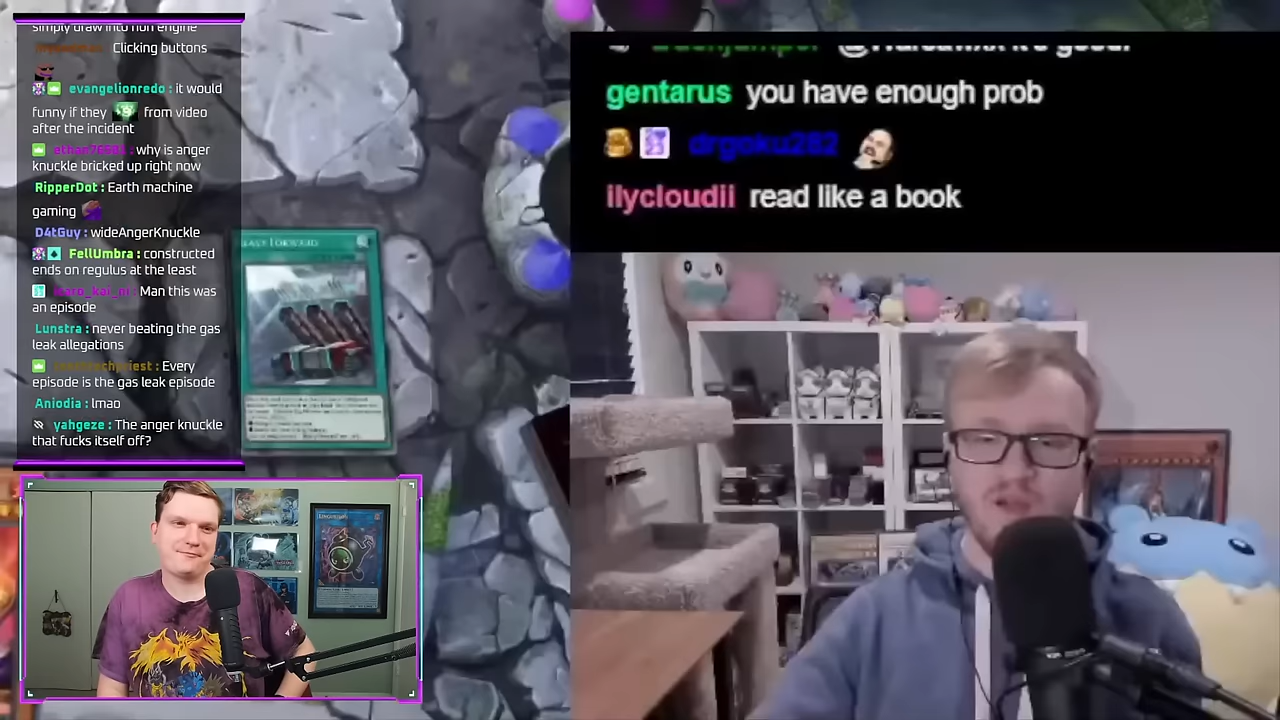 simply draw into non engine
Clicking buttons
evangelionredo : it would
funny if they from video
after the incident
why is anger
knuckle bricked up right now
RipperDot : Earth machine
gaming
D4tGuy : wideAngerKnuckle
FellUmbra : constructed
ends on regulus at the least
Man this was
an episode
Lunstra : never beating the gas
leak allegations
Every
episode is the gas leak episode
Aniodia : lmao
yahgeze : The anger knuckle
that fucks itself off?
it's good!
gentarus you have enough prob
drgoku282
ilycloudii read like a book